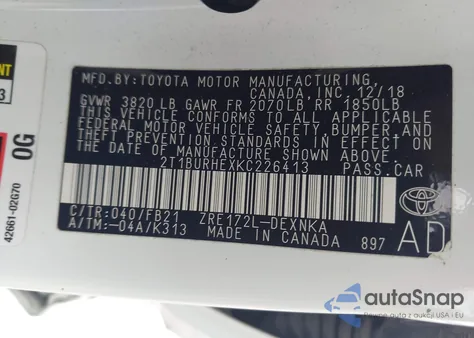 MFD.BY:TOYOTA MOTOR MANUFACTURING,
CANADA, INC. 12/18
GVWR 3820 LB GAWR FR 2070LB RR 1850LB
THIS VEHICLE CONFORMS TO ALL APPLICABLE
FEDERAL MOTOR VEHICLE SAFETY, BUMPER, AND
THEFT PREVENTION STANDARDS IN EFFECT ON
THE DATE OF MANUFACTURE SHOWN ABOVE.
2T1BURHEXKC226413 PASS.CAR
C/TR:040/FB21 ZRE172L-DEXNKA
A/TM:-04A/K313 MADE IN CANADA 897
AD
TOYOTA
0G
42661-02G70
autoSnap